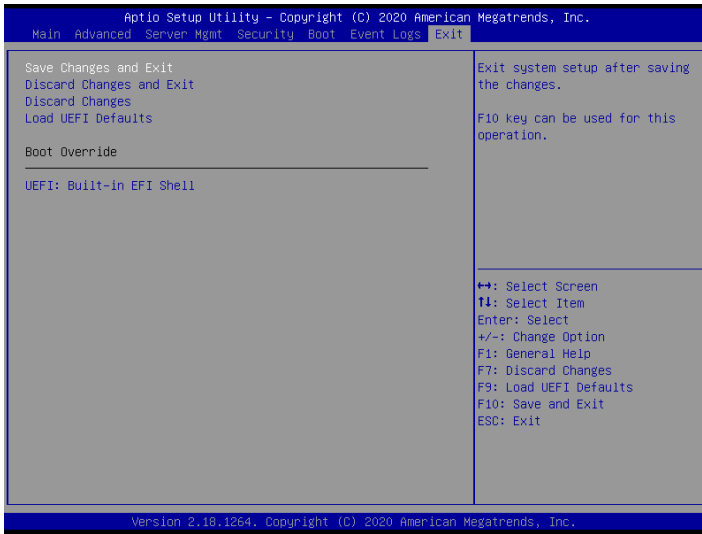 Aptio Setup Utility – Copyright (C) 2020 American Megatrends, Inc.
Main Advanced Server Mgmt Security Boot Event Logs Exit
Save Changes and Exit
Discard Changes and Exit
Discard Changes
Load UEFI Defaults
Boot Override
UEFI: Built-in EFI Shell
Exit system setup after saving
the changes.
F10 key can be used for this
operation.
↔: Select Screen
↑↓: Select Item
Enter: Select
+/-: Change Option
F1: General Help
F7: Discard Changes
F9: Load UEFI Defaults
F10: Save and Exit
ESC: Exit
Version 2.18.1264. Copyright (C) 2020 American Megatrends, Inc.